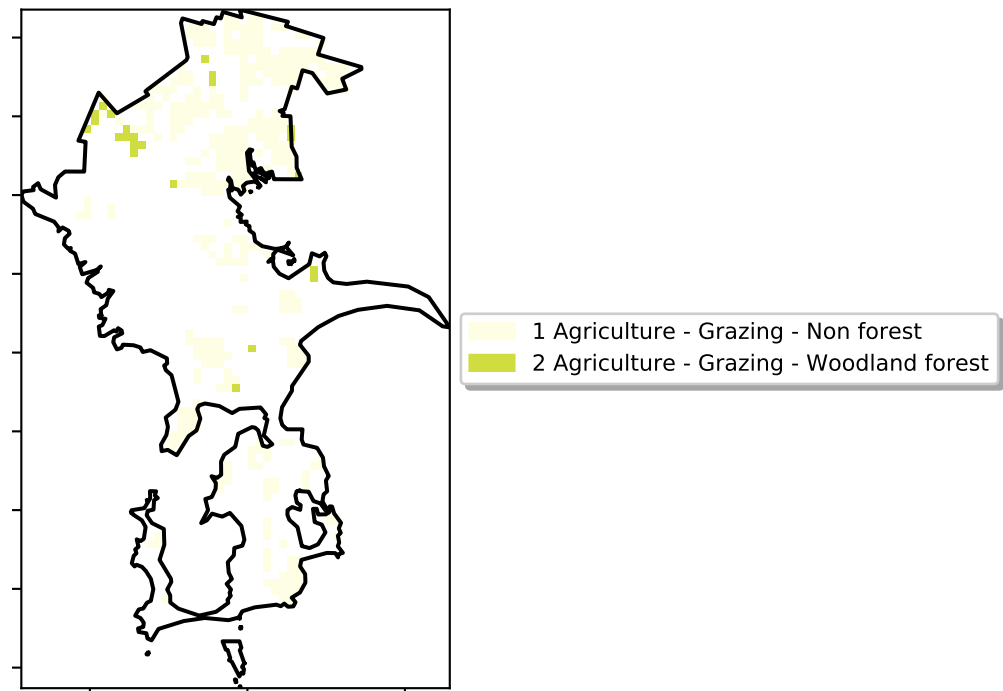 1 Agriculture - Grazing - Non forest
2 Agriculture - Grazing - Woodland forest